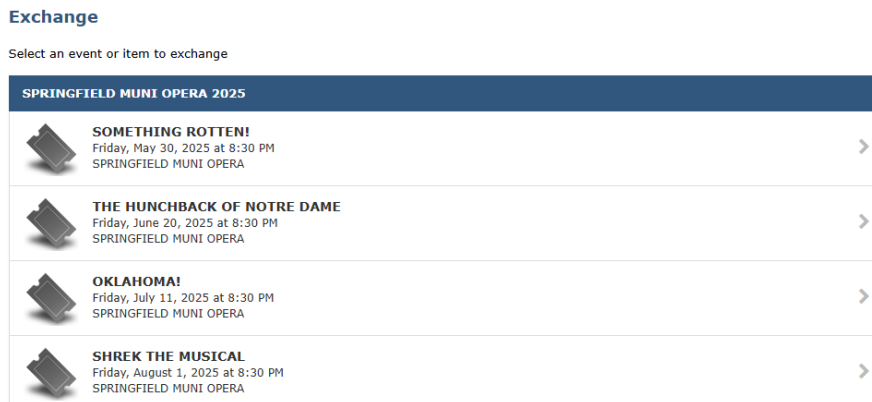 Exchange
Select an event or item to exchange
SPRINGFIELD MUNI OPERA 2025
SOMETHING ROTTEN!
Friday, May 30, 2025 at 8:30 PM
SPRINGFIELD MUNI OPERA
THE HUNCHBACK OF NOTRE DAME
Friday, June 20, 2025 at 8:30 PM
SPRINGFIELD MUNI OPERA
OKLAHOMA!
Friday, July 11, 2025 at 8:30 PM
SPRINGFIELD MUNI OPERA
SHREK THE MUSICAL
Friday, August 1, 2025 at 8:30 PM
SPRINGFIELD MUNI OPERA